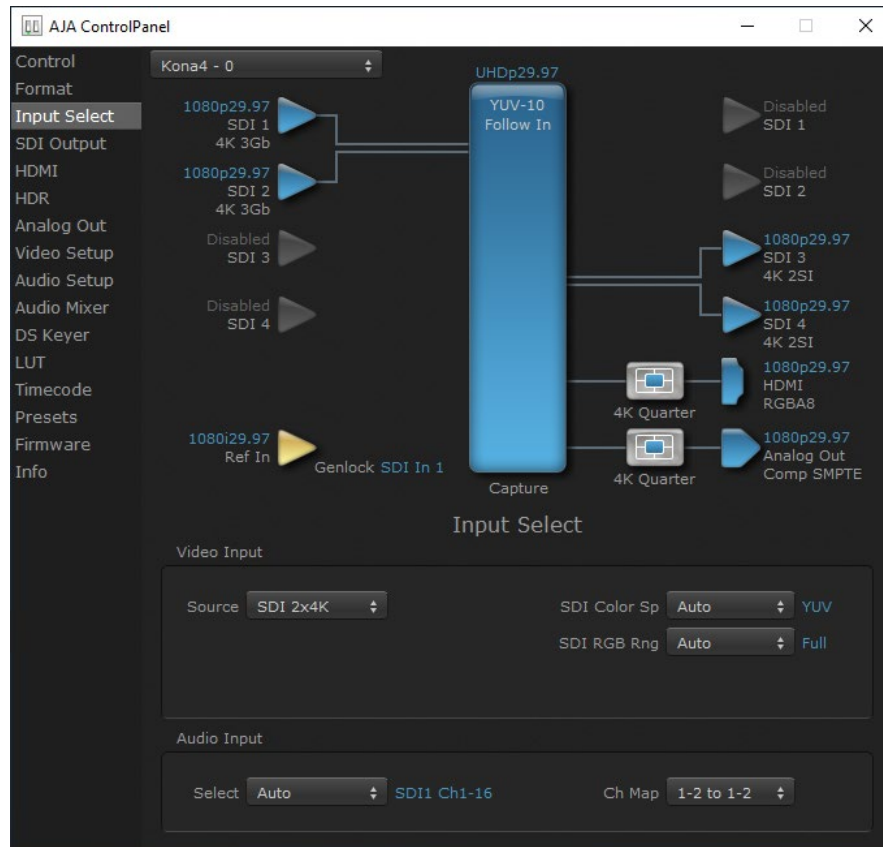 AJA ControlPanel
Control
Format
Input Select
SDI Output
HDMI
HDR
Analog Out
Video Setup
Audio Setup
Audio Mixer
DS Keyer
LUT
Timecode
Presets
Firmware
Info
Kona4 - 0
1080p29.97
SDI 1
4K 3Gb
1080p29.97
SDI 2
4K 3Gb
Disabled
SDI 3
Disabled
SDI 4
1080i29.97
Ref In
Genlock SDI In 1
UHDp29.97
YUV-10
Follow In
Capture
Disabled
SDI 1
Disabled
SDI 2
1080p29.97
SDI 3
4K 2SI
1080p29.97
SDI 4
4K 2SI
4K Quarter
1080p29.97
HDMI
RGBA8
4K Quarter
1080p29.97
Analog Out
Comp SMPTE
Input Select
Video Input
Source SDI 2x4K
SDI Color Sp Auto YUV
SDI RGB Rng Auto Full
Audio Input
Select Auto SDI1 Ch1-16
Ch Map 1-2 to 1-2